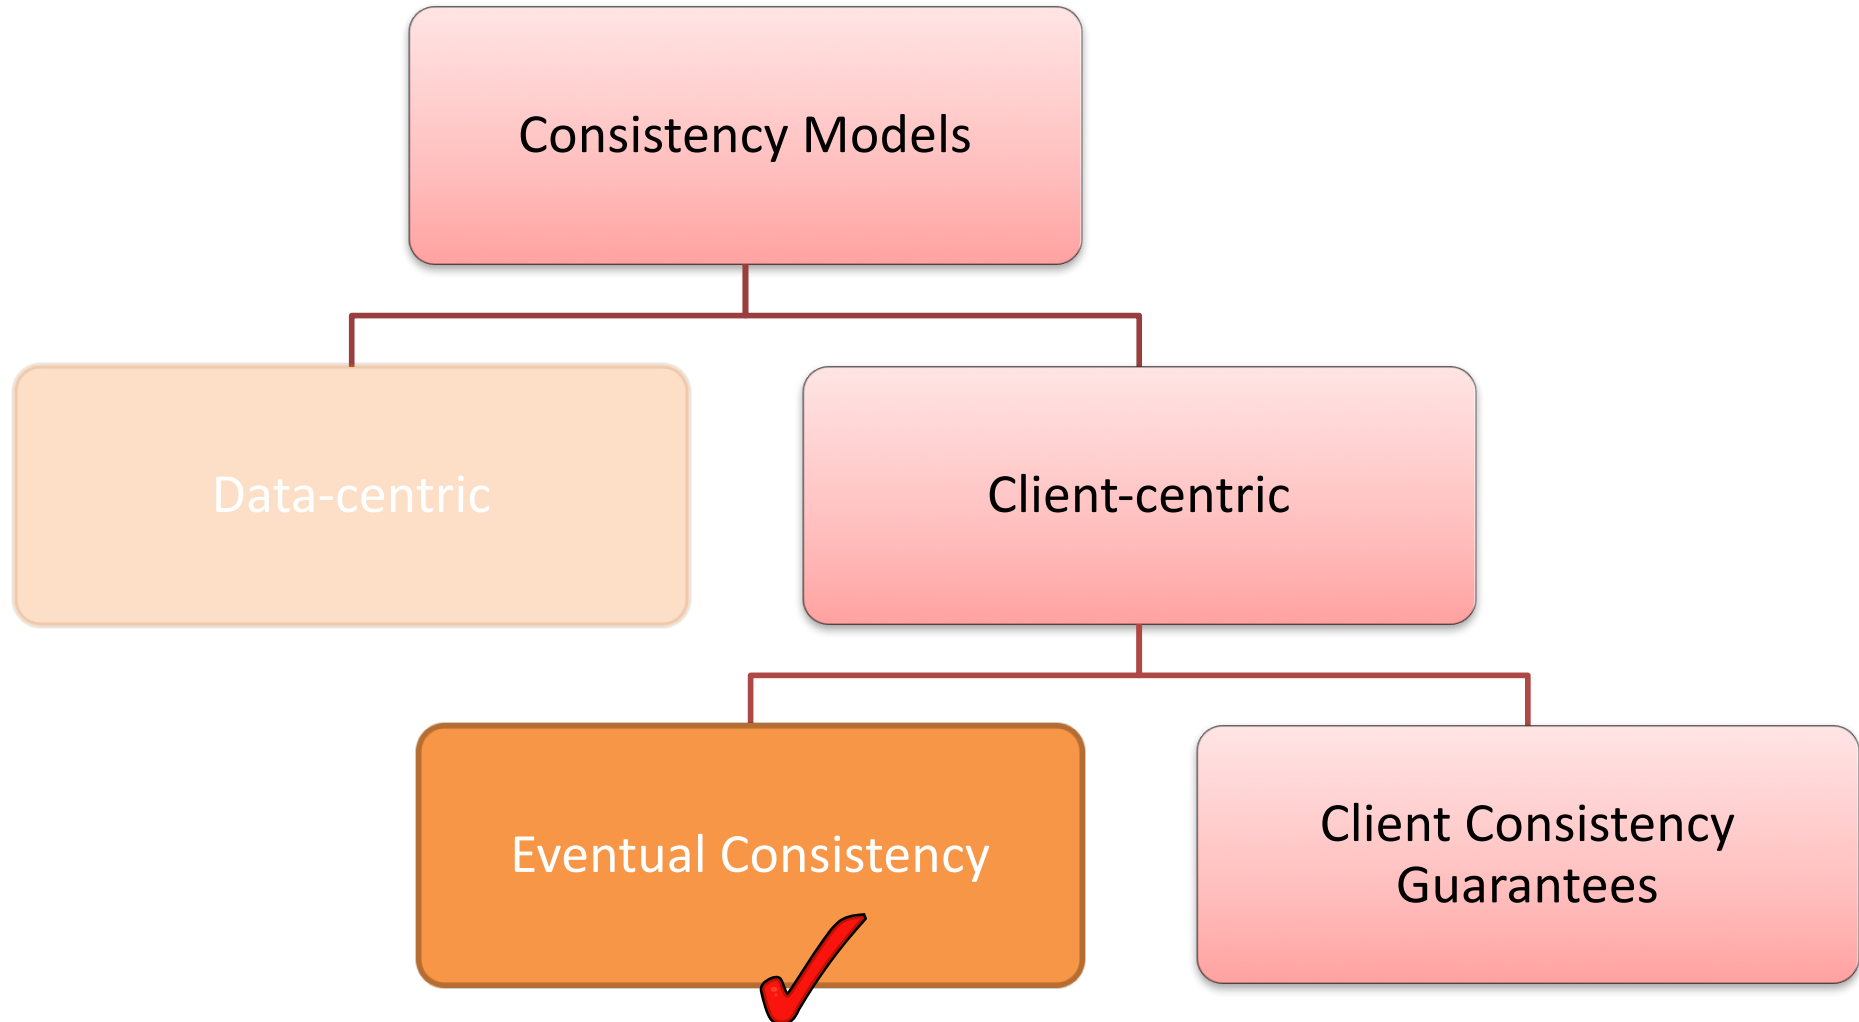 Consistency Models
Data-centric
Client-centric
Eventual Consistency
Client Consistency
Guarantees